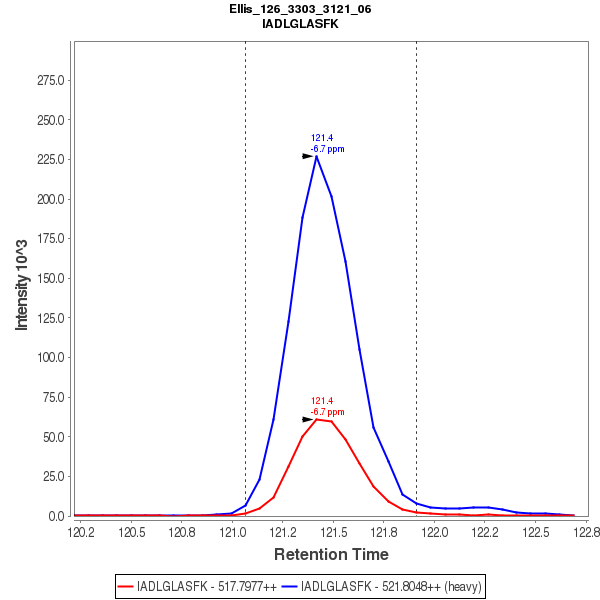 Ellis_126_3303_3121_06
IADLGLASFK
275.0
250.0
225.0
200.0
175.0
150.0
125.0
100.0
75.0
50.0
25.0
0.0
Intensity 10^3
121.4
-6.7 ppm
121.4
-6.7 ppm
120.2 120.5 120.8 121.0 121.2 121.5 121.8 122.0 122.2 122.5 122.8
Retention Time
IADLGLASFK - 517.7977++ IADLGLASFK - 521.8048++ (heavy)